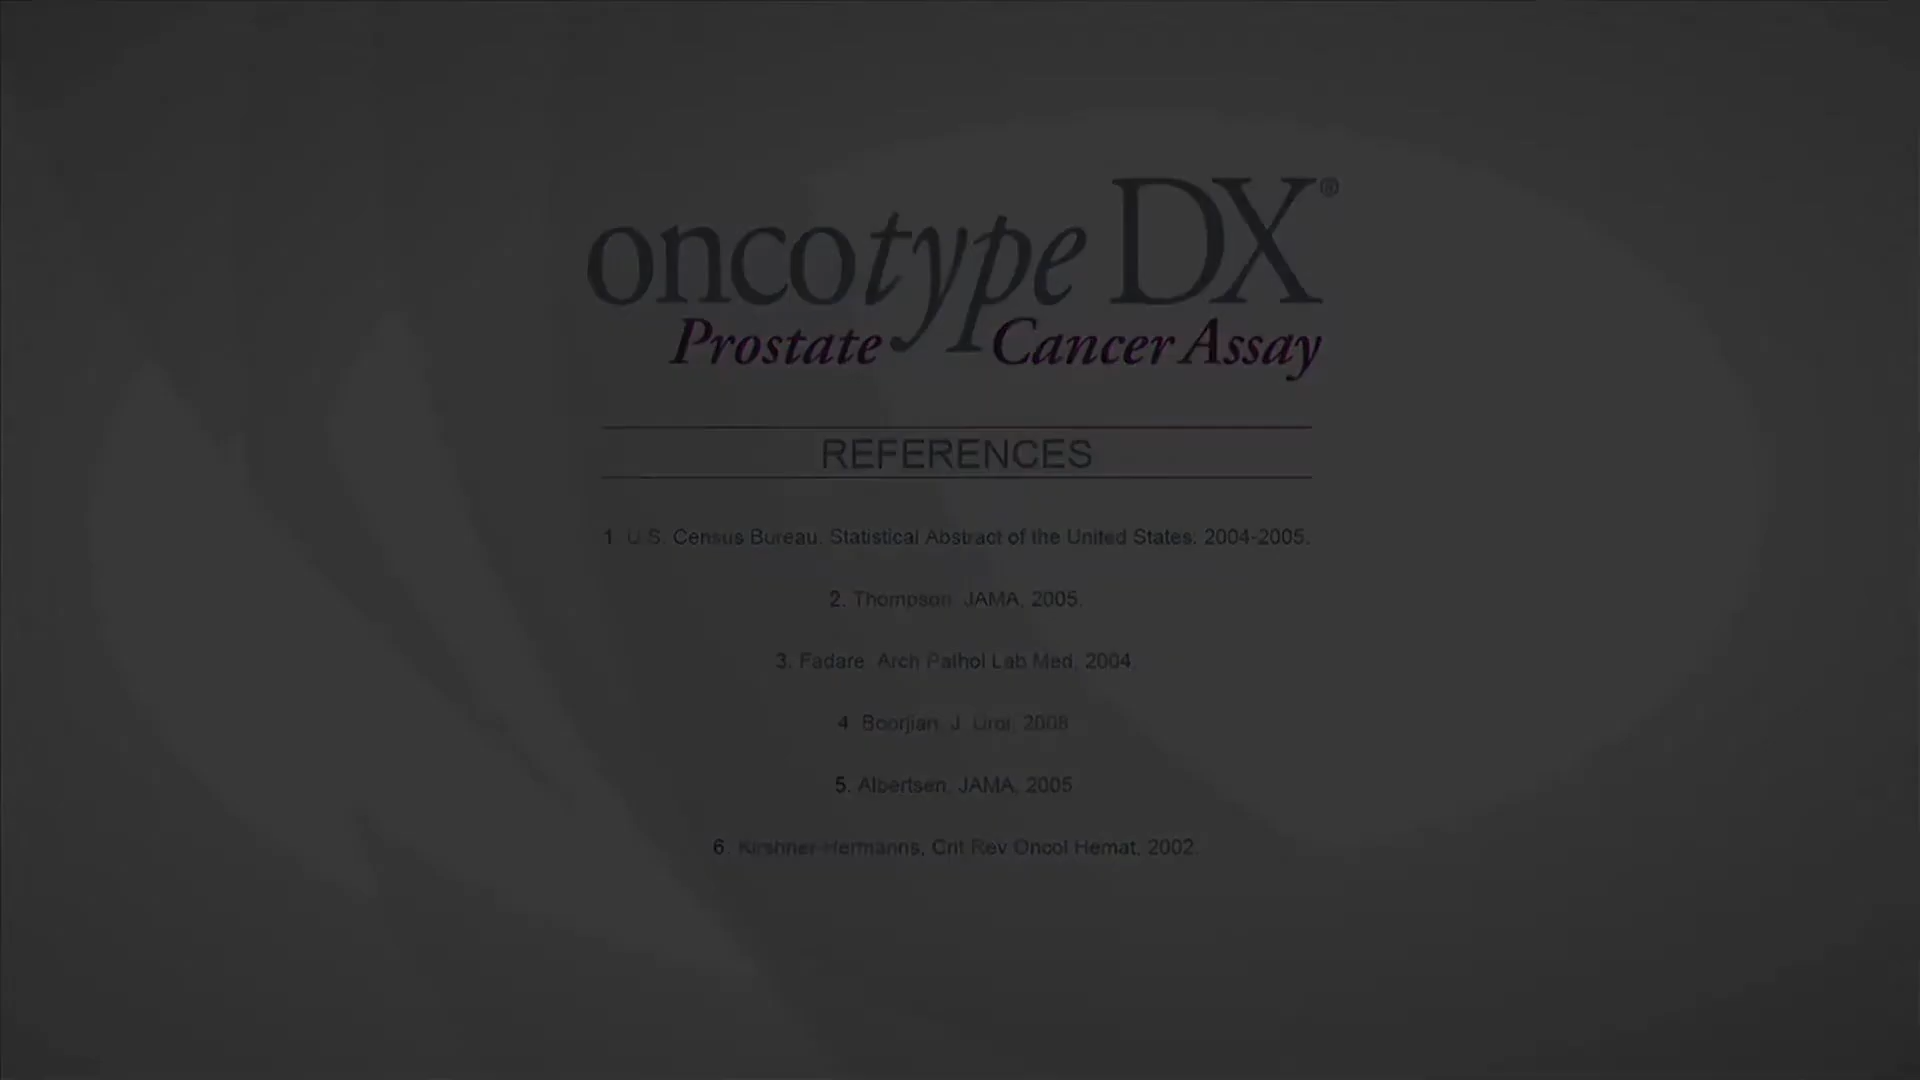 oncotype DX®
Prostate Cancer Assay
REFERENCES
1. U.S. Census Bureau. Statistical Abstract of the United States: 2004-2005.
2. Thompson, JAMA, 2005.
3. Fadare, Arch Pathol Lab Med, 2004.
4. Boorjian, J. Urol, 2008
5. Albertsen, JAMA, 2005
6. Kirshner-Hermanns, Crit Rev Oncol Hemat, 2002.